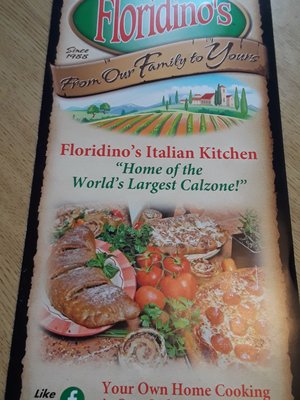 Floridino's
Since
1988
From Our Family to Yours
Floridino's Italian Kitchen
"Home of the
World's Largest Calzone!"
Like
f
Your Own Home Cooking